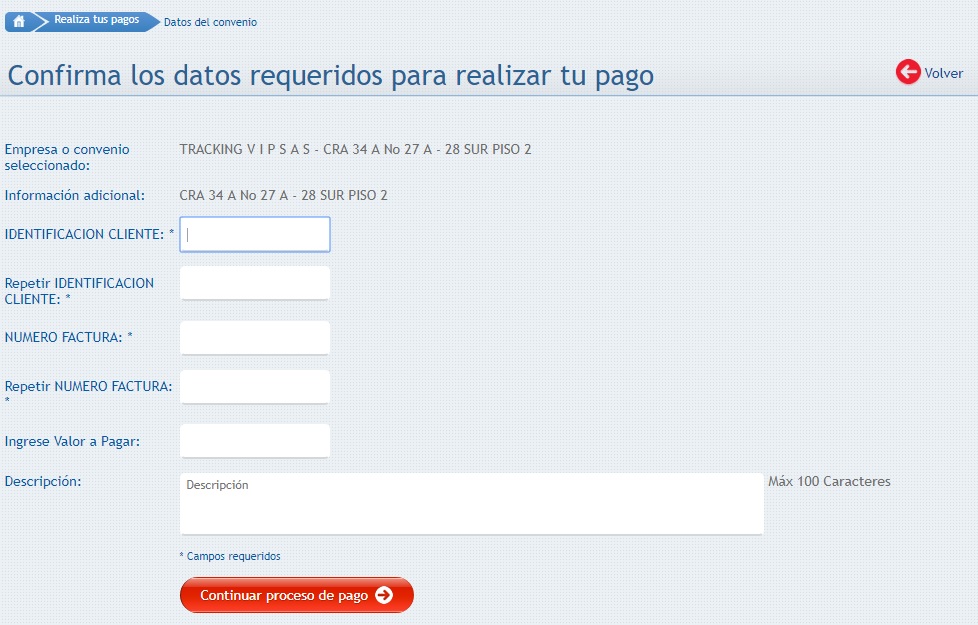 Realiza tus pagos Datos del convenio
Confirma los datos requeridos para realizar tu pago
Volver
Empresa o convenio
seleccionado:
TRACKING V I P S A S - CRA 34 A No 27 A - 28 SUR PISO 2
Información adicional: CRA 34 A No 27 A - 28 SUR PISO 2
IDENTIFICACION CLIENTE: *
Repetir IDENTIFICACION
CLIENTE: *
NUMERO FACTURA: *
Repetir NUMERO FACTURA:
*
Ingrese Valor a Pagar:
Descripción: Descripción Máx 100 Caracteres
* Campos requeridos
Continuar proceso de pago